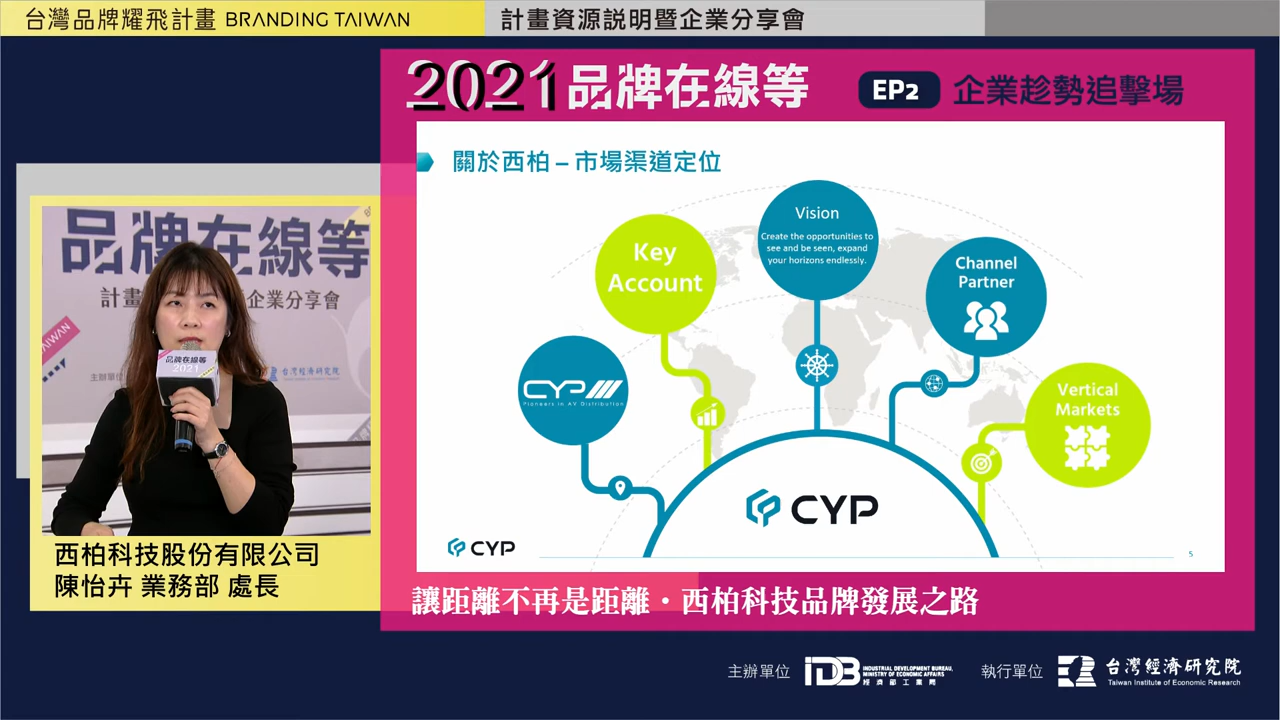 台灣品牌耀飛計畫 BRANDING TAIWAN
計畫資源說明暨企業分享會
2021品牌在線等
EP2 企業趁勢追擊場
關於西柏 – 市場渠道定位
Vision
Create the opportunities to
see and be seen, expand
your horizons endlessly.
Key
Account
Channel
Partner
CYP
Pioneers in AV Distribution
Vertical
Markets
CYP
CYP
5
品牌在線等
企業分享會
TAIWAN
主辦單位
台灣經濟研究院
品牌在線等
2021
西柏科技股份有限公司
陳怡卉 業務部 處長
讓距離不再是距離・西柏科技品牌發展之路
主辦單位
IDB
INDUSTRIAL DEVELOPMENT BUREAU,
MINISTRY OF ECONOMIC AFFAIRS
經濟部工業局
執行單位
台灣經濟研究院
Taiwan Institute of Economic Research